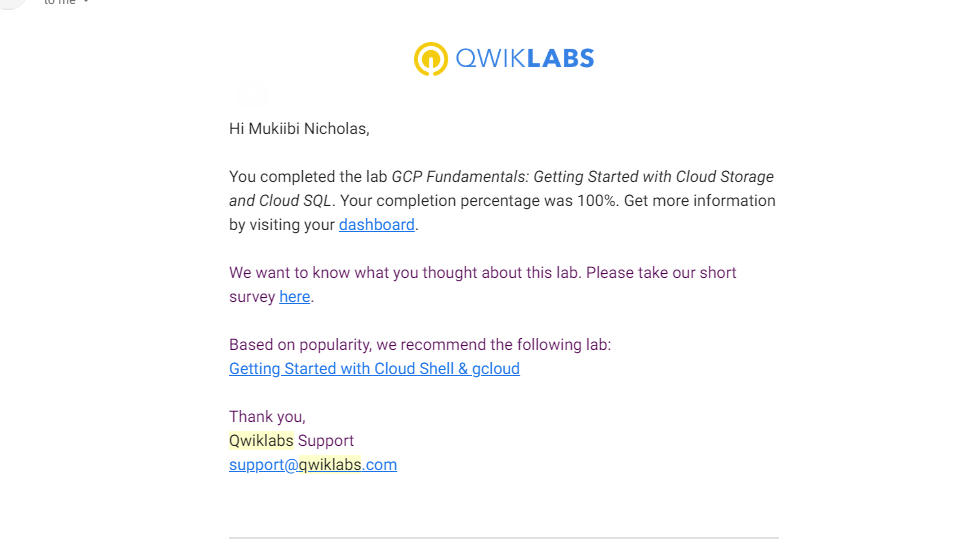 to me
QWIKLABS
Hi Mukiibi Nicholas,
You completed the lab GCP Fundamentals: Getting Started with Cloud Storage
and Cloud SQL. Your completion percentage was 100%. Get more information
by visiting your dashboard.
We want to know what you thought about this lab. Please take our short
survey here.
Based on popularity, we recommend the following lab:
Getting Started with Cloud Shell & gcloud
Thank you,
Qwiklabs Support
support@qwiklabs.com